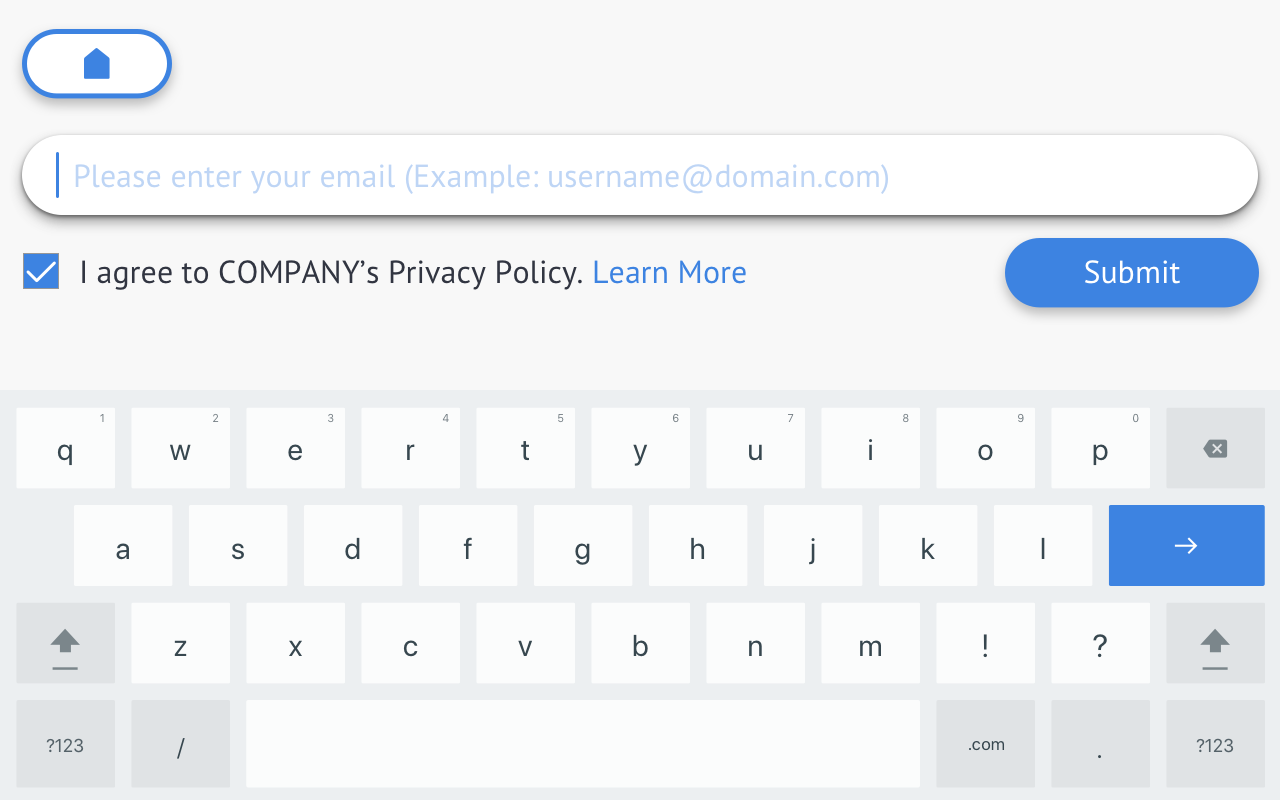 Please enter your email (Example: username@domain.com)
I agree to COMPANY's Privacy Policy. Learn More
Submit
1 2 3 4 5 6 7 8 9 0
q w e r t y u i o p
a s d f g h j k l
z x c v b n m ! ?
?123 / .com . ?123